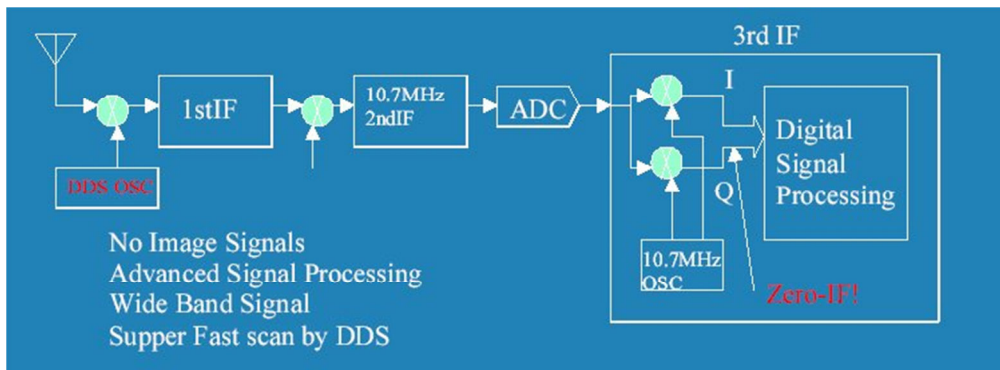 3rd IF
1stIF
10.7MHz
2ndIF
ADC
I
Q
Digital
Signal
Processing
DDS OSC
10.7MHz
OSC
Zero-IF!
No Image Signals
Advanced Signal Processing
Wide Band Signal
Supper Fast scan by DDS